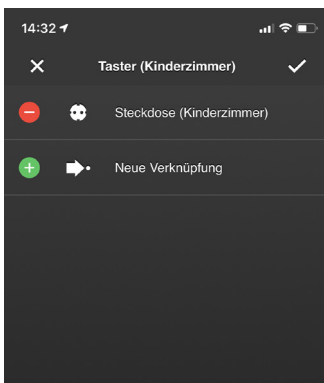 14:32
Taster (Kinderzimmer)
Steckdose (Kinderzimmer)
Neue Verknüpfung